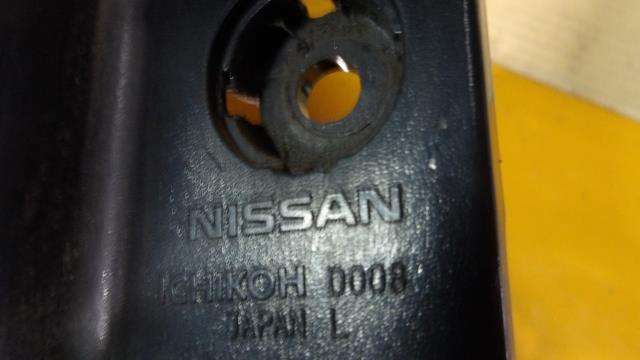 NISSAN
ICHIKOH D008
JAPAN L